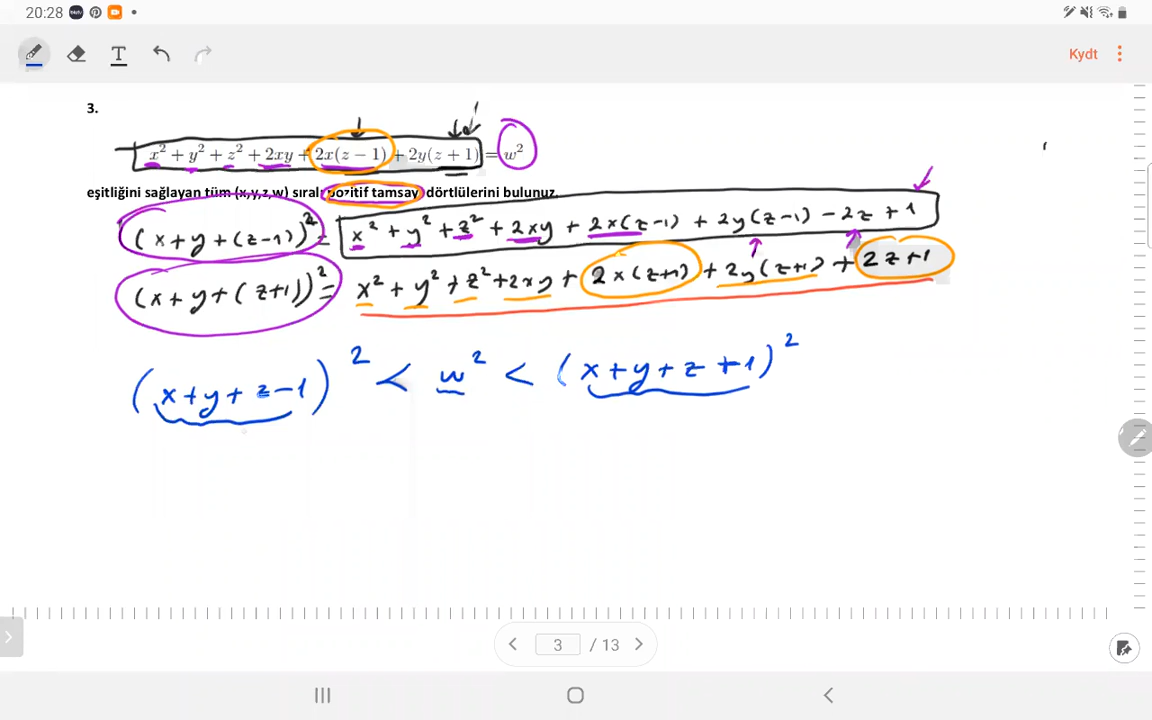 20:28
T
Kydt
3.
x² + y² + z² + 2xy + 2x(z − 1) + 2y(z + 1) = w²
eşitliğini sağlayan tüm (x,y,z,w) sıralı pozitif tamsayı dörtlülerini bulunuz.
(x+y+(z-1))² = x² + y² + z² + 2xy + 2x(z-1) + 2y(z-1) - 2z + 1
(x+y+(z+1))² = x² + y² + z² + 2xy + 2x(z+1) + 2y(z+1) + 2z+1
(x+y+z-1)² < w² < (x+y+z+1)²
3 / 13